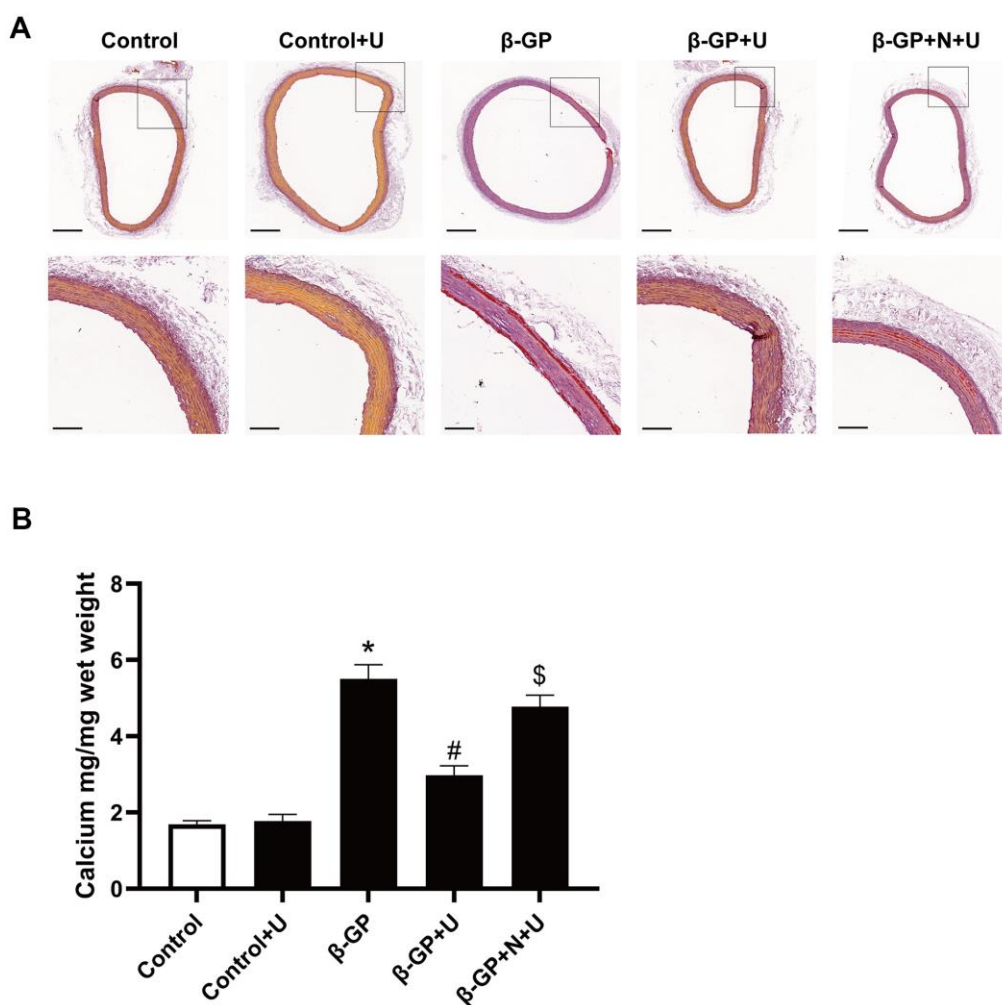 A
Control Control+U β-GP β-GP+U β-GP+N+U
B
Calcium mg/mg wet weight
8
6
4
2
0
*
#
$
Control
Control+U
β-GP
β-GP+U
β-GP+N+U